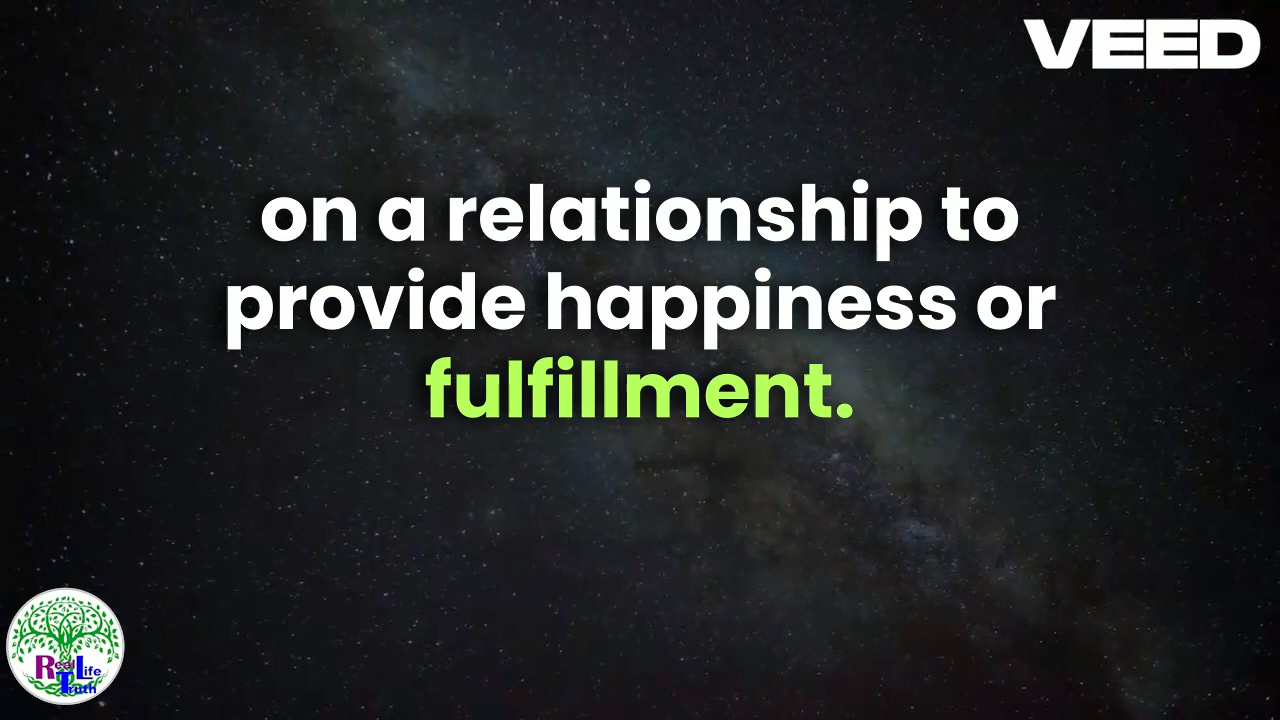 VEED
on a relationship to
provide happiness or
fulfillment.
Real Life
Truth